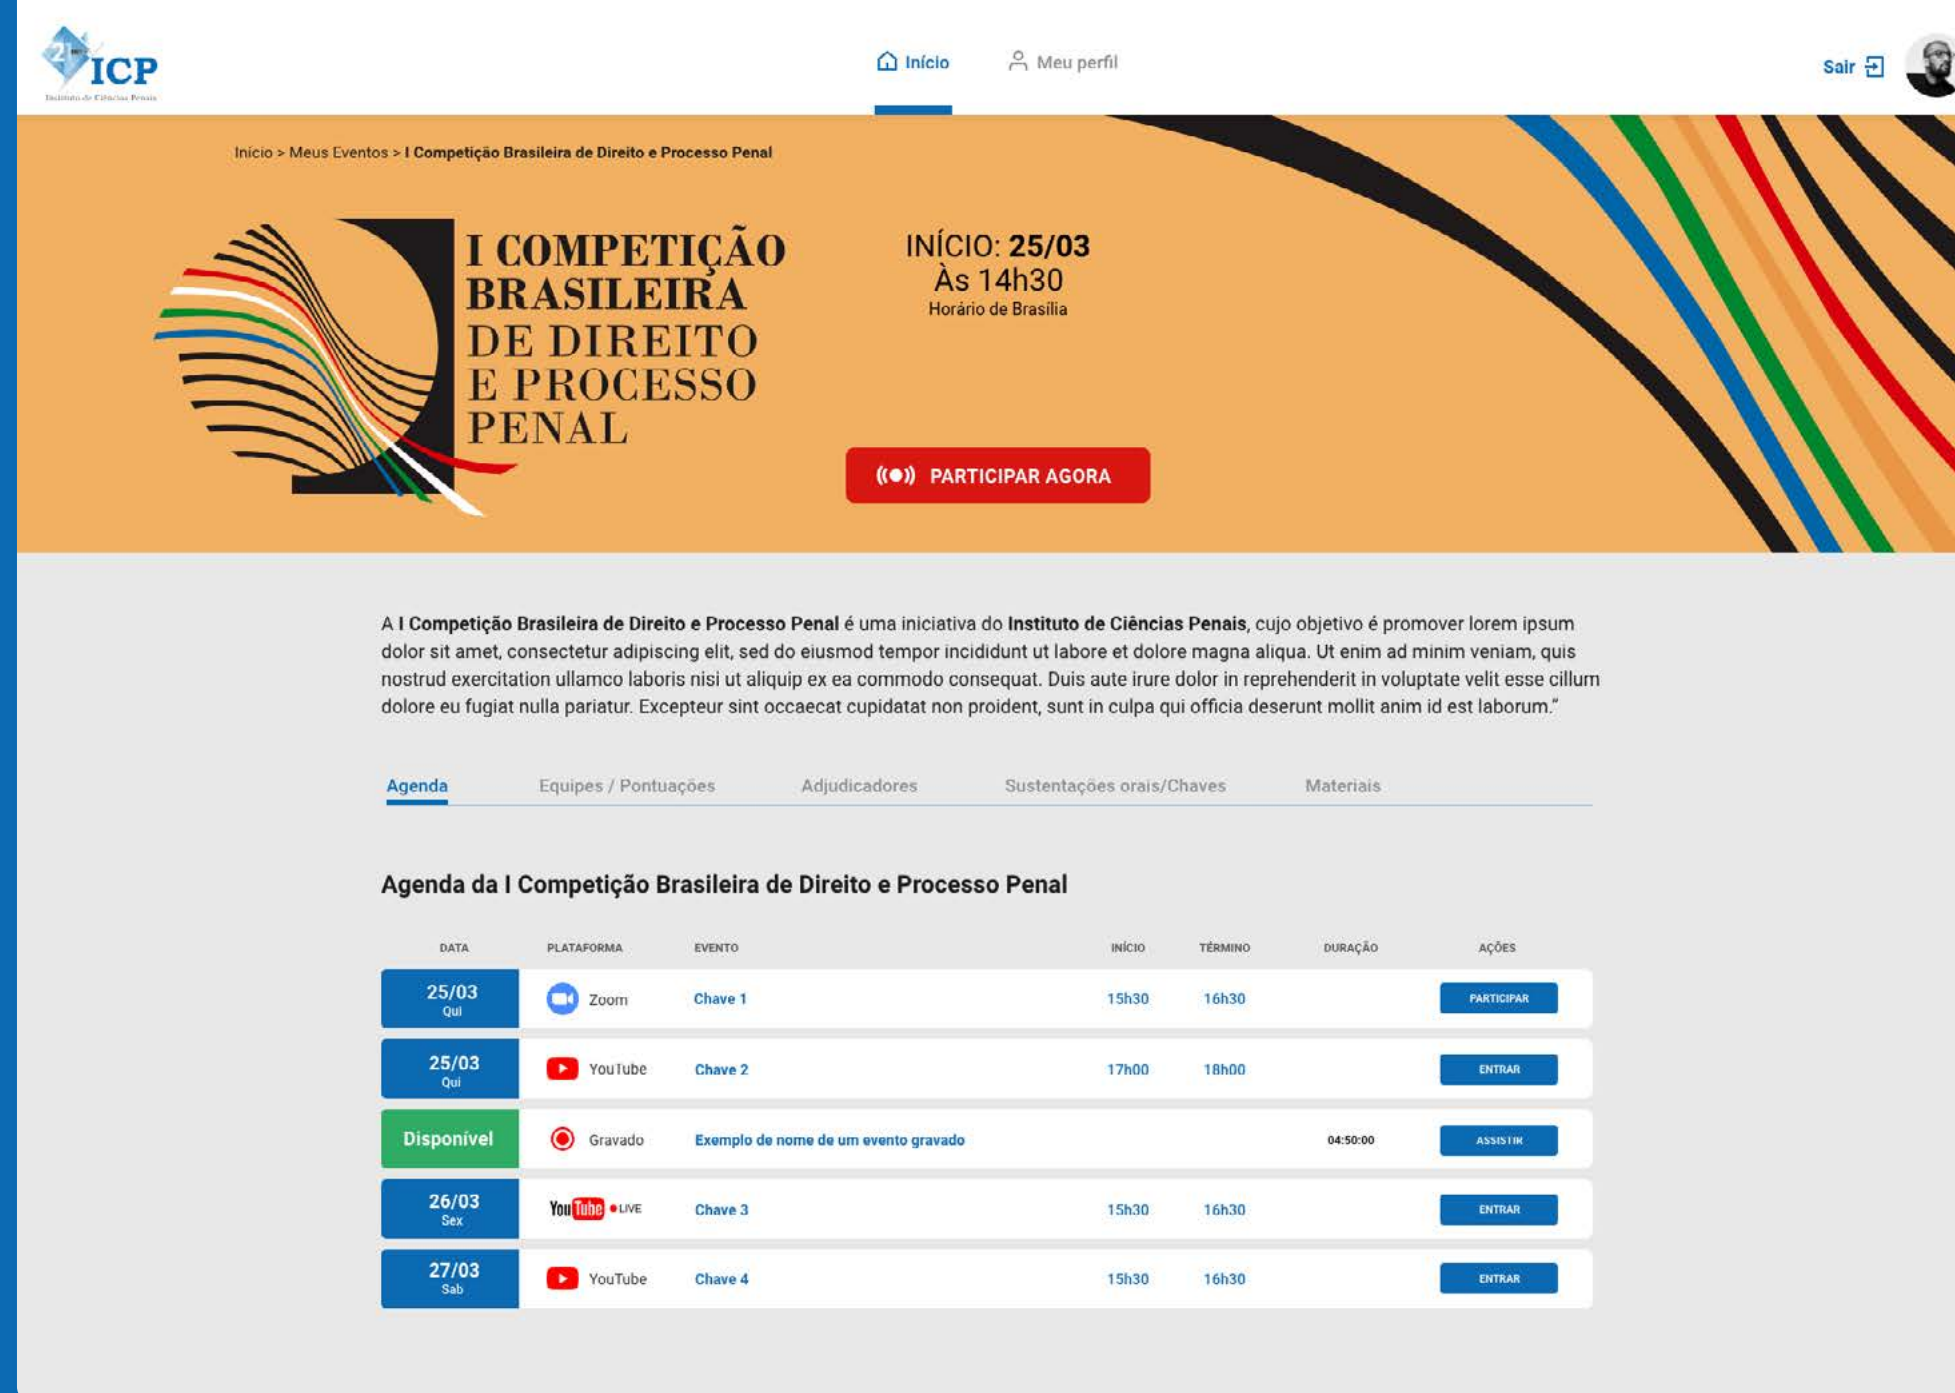 21
ICP
Instituto de Ciências Penais
Início
Meu perfil
Sair
Início > Meus Eventos > I Competição Brasileira de Direito e Processo Penal
I COMPETIÇÃO
BRASILEIRA
DE DIREITO
E PROCESSO
PENAL
INÍCIO: 25/03
Às 14h30
Horário de Brasília
PARTICIPAR AGORA
A I Competição Brasileira de Direito e Processo Penal é uma iniciativa do Instituto de Ciências Penais, cujo objetivo é promover lorem ipsum
dolor sit amet, consectetur adipiscing elit, sed do eiusmod tempor incididunt ut labore et dolore magna aliqua. Ut enim ad minim veniam, quis
nostrud exercitation ullamco laboris nisi ut aliquip ex ea commodo consequat. Duis aute irure dolor in reprehenderit in voluptate velit esse cillum
dolore eu fugiat nulla pariatur. Excepteur sint occaecat cupidatat non proident, sunt in culpa qui officia deserunt mollit anim id est laborum."
Agenda Equipes / Pontuações Adjudicadores Sustentações orais/Chaves Materiais
Agenda da I Competição Brasileira de Direito e Processo Penal
DATA PLATAFORMA EVENTO INÍCIO TÉRMINO DURAÇÃO AÇÕES
25/03
Qui
Zoom Chave 1 15h30 16h30 PARTICIPAR
25/03
Qui
YouTube Chave 2 17h00 18h00 ENTRAR
Disponível Gravado Exemplo de nome de um evento gravado 04:50:00 ASSISTIR
26/03
Sex
YouTube LIVE Chave 3 15h30 16h30 ENTRAR
27/03
Sab
YouTube Chave 4 15h30 16h30 ENTRAR